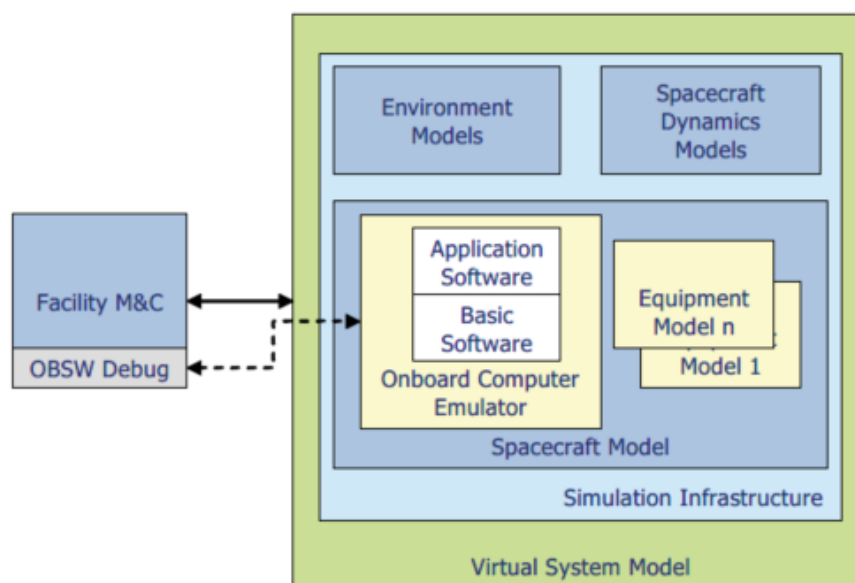 Environment
Models
Spacecraft
Dynamics
Models
Facility M&C
OBSW Debug
Application
Software
Basic
Software
Onboard Computer
Emulator
Equipment
Model n
Model 1
Spacecraft Model
Simulation Infrastructure
Virtual System Model